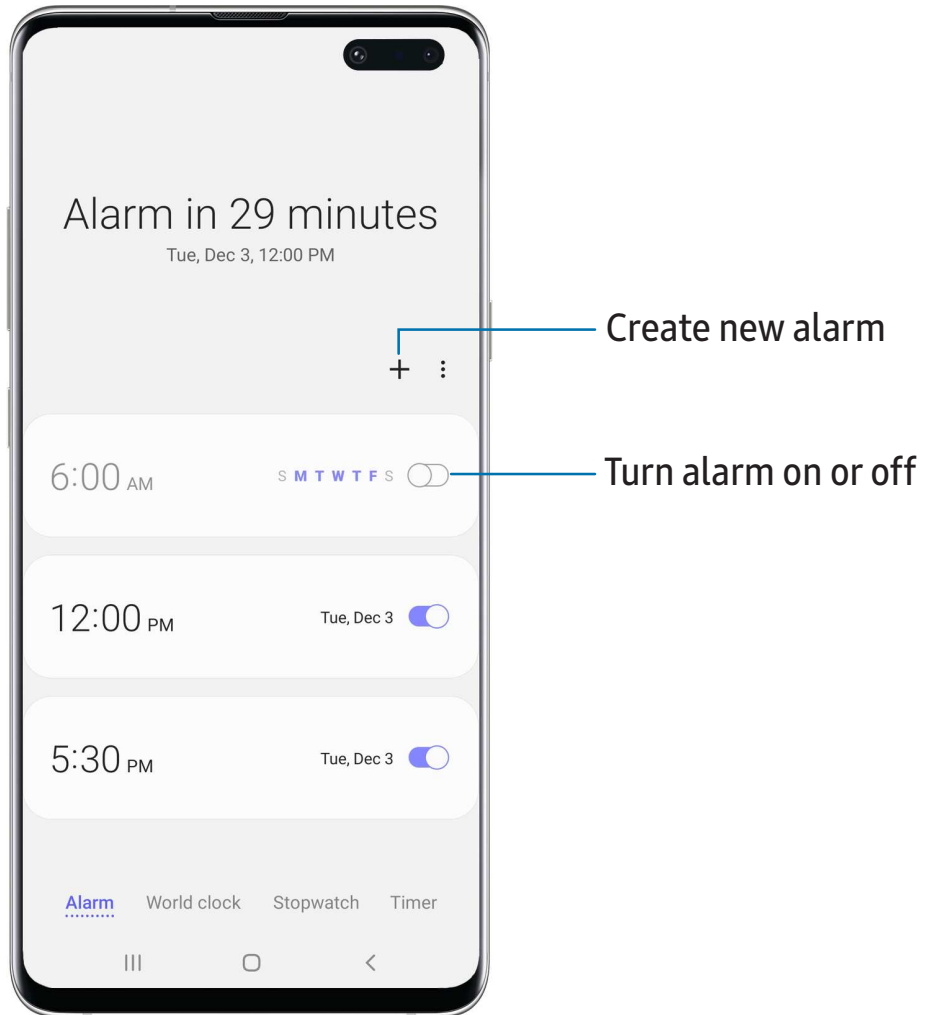 Alarm in 29 minutes
Tue, Dec 3, 12:00 PM
Create new alarm
6:00 AM S M T W T F S
Turn alarm on or off
12:00 PM Tue, Dec 3
5:30 PM Tue, Dec 3
Alarm World clock Stopwatch Timer